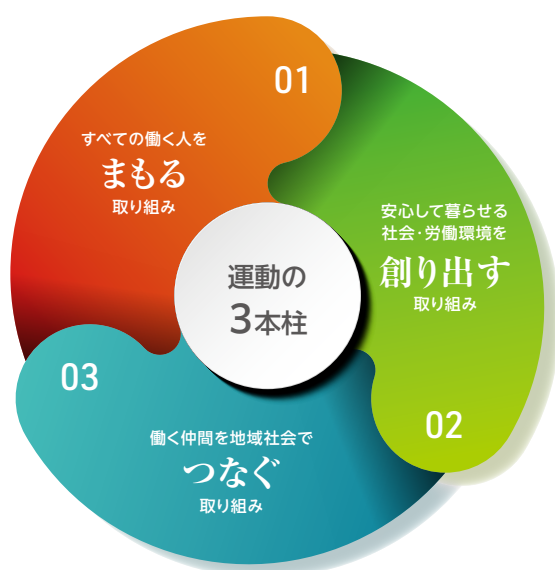 01
すべての働く人を
まもる
取り組み
安心して暮らせる
社会・労働環境を
創り出す
取り組み
02
運動の
3本柱
03
働く仲間を地域社会で
つなぐ
取り組み